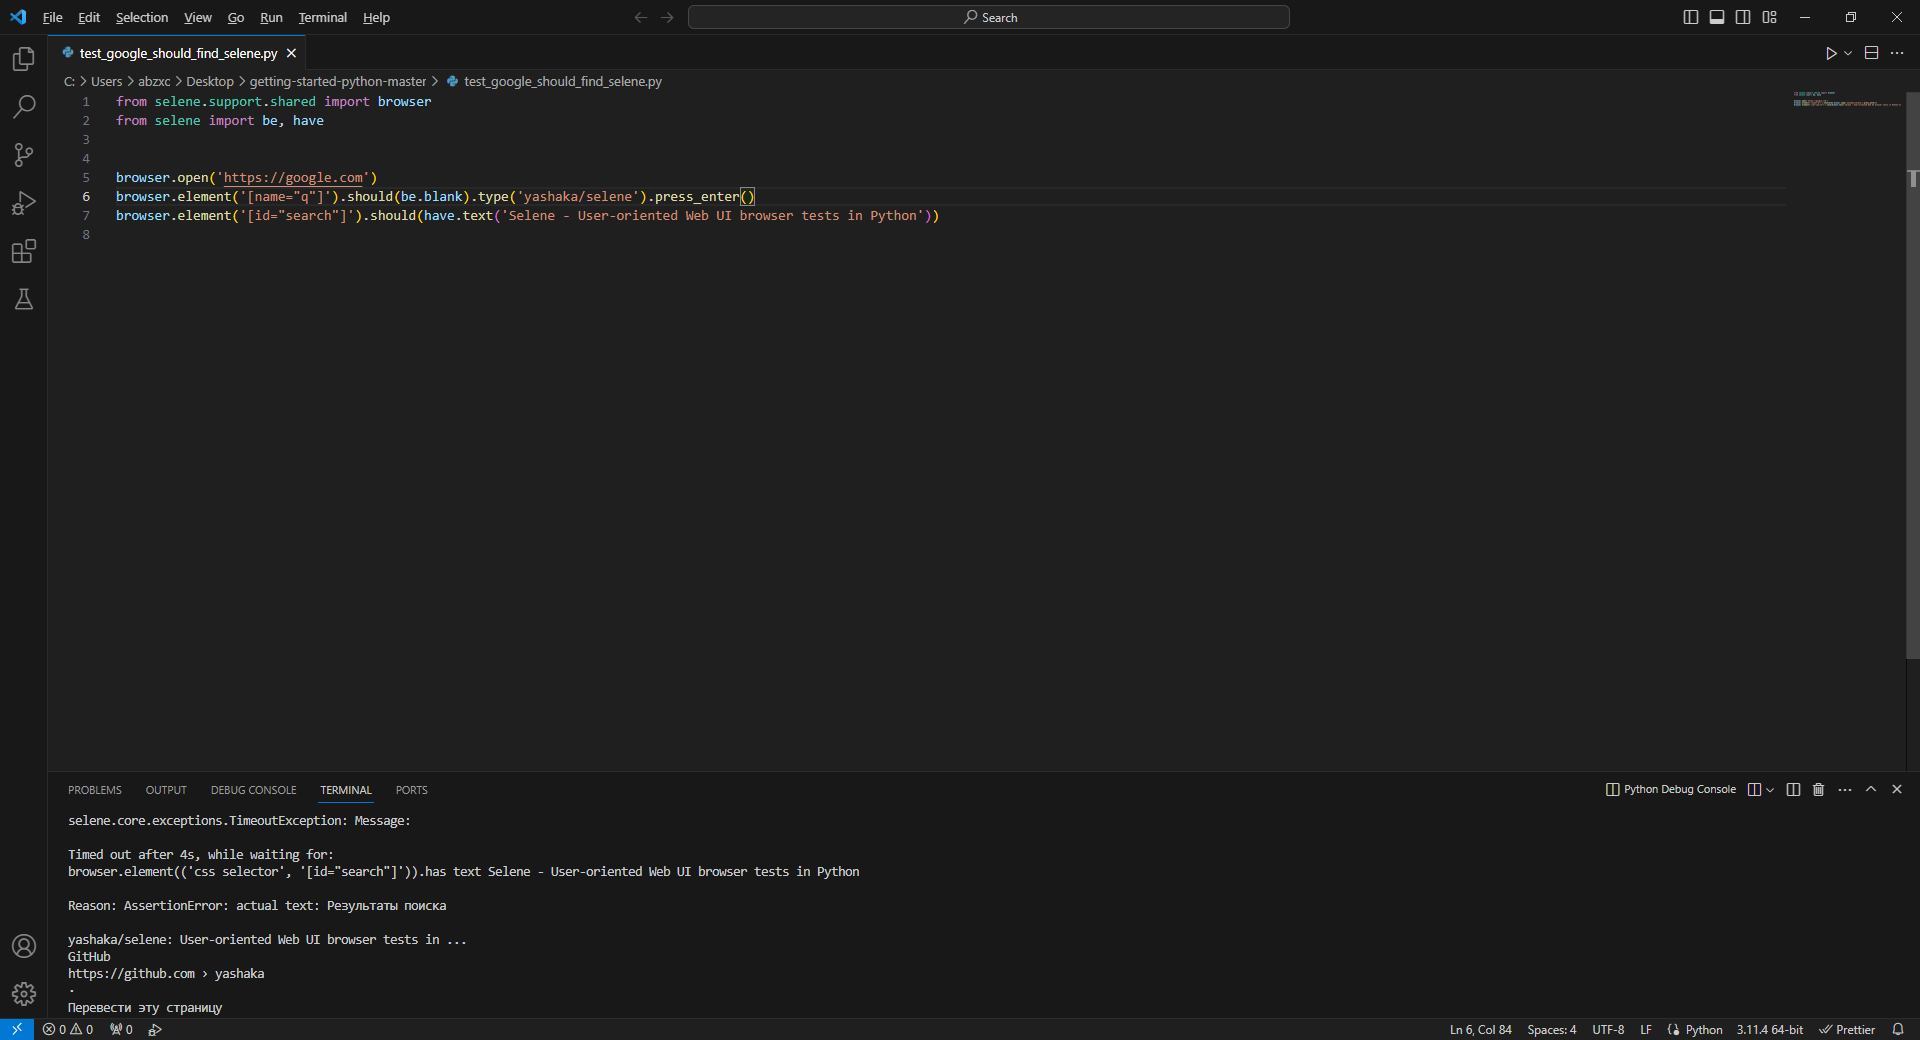 File Edit Selection View Go Run Terminal Help
Search
test_google_should_find_selene.py
C: > Users > abzxc > Desktop > getting-started-python-master > test_google_should_find_selene.py
1 from selene.support.shared import browser
2 from selene import be, have
3
4
5 browser.open('https://google.com')
6 browser.element('[name="q"]').should(be.blank).type('yashaka/selene').press_enter()
7 browser.element('[id="search"]').should(have.text('Selene - User-oriented Web UI browser tests in Python'))
8
PROBLEMS OUTPUT DEBUG CONSOLE TERMINAL PORTS
Python Debug Console
selene.core.exceptions.TimeoutException: Message:
Timed out after 4s, while waiting for:
browser.element(('css selector', '[id="search"]')).has text Selene - User-oriented Web UI browser tests in Python
Reason: AssertionError: actual text: Результаты поиска
yashaka/selene: User-oriented Web UI browser tests in ...
GitHub
https://github.com › yashaka
·
Перевести эту страницу
0 0 0
Ln 6, Col 84 Spaces: 4 UTF-8 LF Python 3.11.4 64-bit Prettier